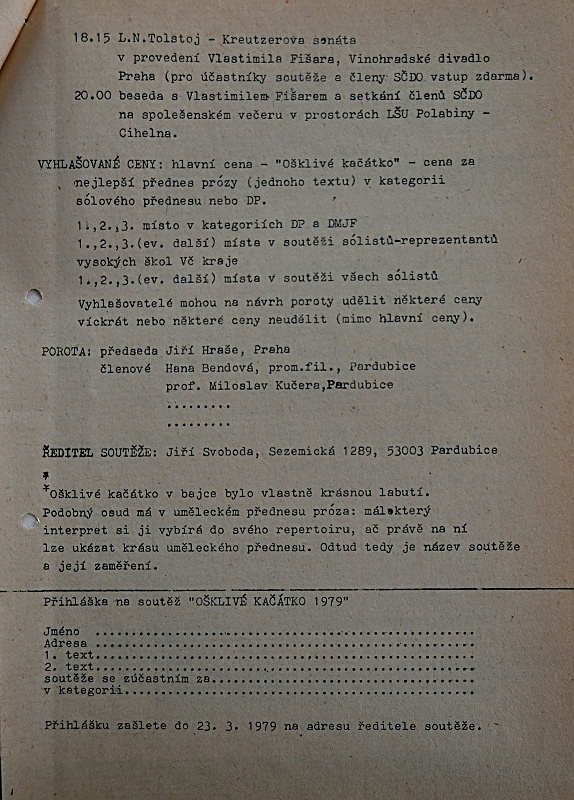 18.15 L.N.Tolstoj - Kreutzerova sonáta
v provedení Vlastimila Fišara, Vinohradské divadlo
Praha (pro účastníky soutěže a členy SČDO vstup zdarma).
20.00 beseda s Vlastimilem Fišarem a setkání členů SČDO
na společenském večeru v prostorách LŠU Polabiny -
Cihelna.
VYHLAŠOVANÉ CENY: hlavní cena - "Ošklivé kačátko" - cena za
nejlepší přednes prózy (jednoho textu) v kategorii
sólového přednesu nebo DP.
1.,2.,3. místo v kategoriích DP a DMJF
1.,2.,3.(ev. další) místa v soutěži sólistů-reprezentantů
vysokých škol Vč kraje
1.,2.,3.(ev. další) místa v soutěži všech sólistů
Vyhlašovatelé mohou na návrh poroty udělit některé ceny
víckrát nebo některé ceny neudělit (mimo hlavní ceny).
POROTA: předseda Jiří Hraše, Praha
členové Hana Bendová, prom.fil., Pardubice
prof. Miloslav Kučera,Pardubice
.........
.........
ŘEDITEL SOUTĚŽE: Jiří Svoboda, Sezemická 1289, 53003 Pardubice
*
*Ošklivé kačátko v bajce bylo vlastně krásnou labutí.
Podobný osud má v uměleckém přednesu próza: málokterý
interpret si ji vybírá do svého repertoiru, ač právě na ní
lze ukázat krásu uměleckého přednesu. Odtud tedy je název soutěže
a její zaměření.
Přihláška na soutěž "OŠKLIVÉ KAČÁTKO 1979"
Jméno ................................................
Adresa ...............................................
1. text...............................................
2. text...............................................
soutěže se zúčastním za.................................
v kategorii............................................
Přihlášku zašlete do 23. 3. 1979 na adresu ředitele soutěže.